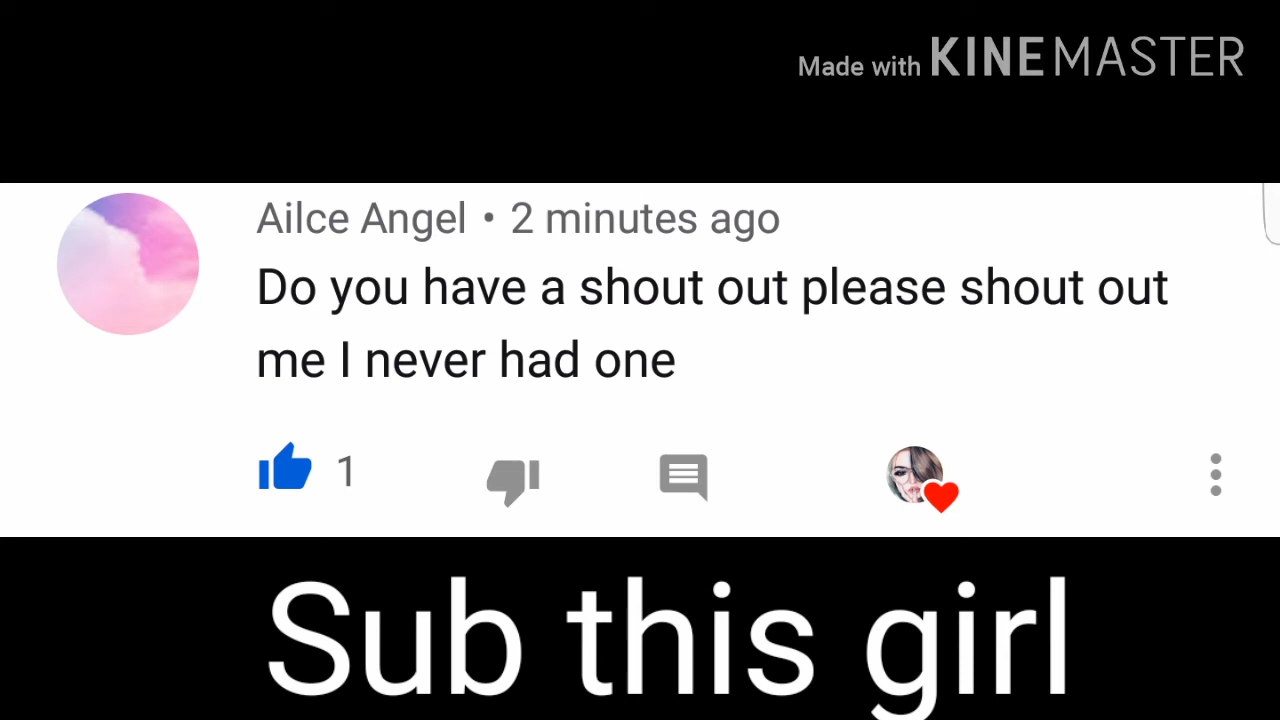 Made with KINEMASTER
Ailce Angel • 2 minutes ago
Do you have a shout out please shout out
me I never had one
1
Sub this girl